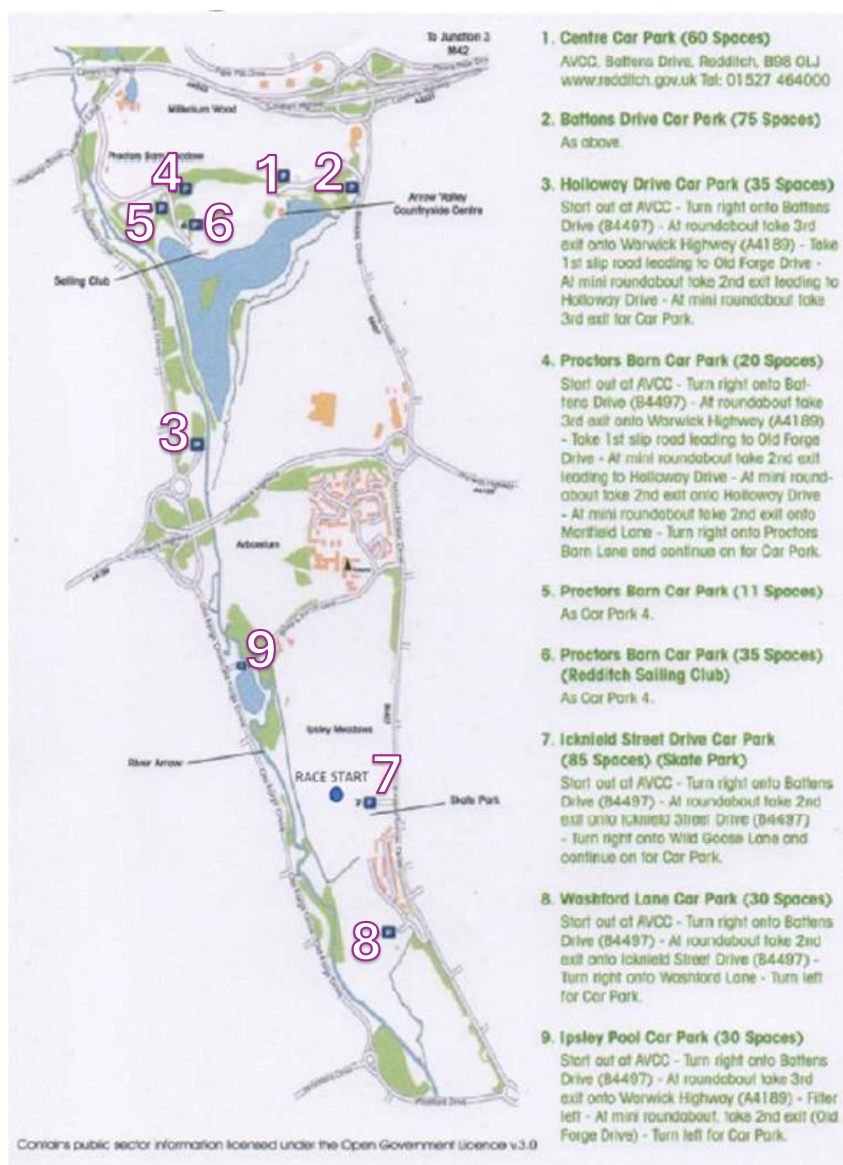 To Junction 3
M42
Millenium Wood
Proctors Barn Meadow
4
1
2
5
6
Arrow Valley
Countryside Centre
Sailing Club
3
Arboretum
9
Ipsley Meadows
River Arrow
RACE START
7
7
Skate Park
8
Contains public sector information licensed under the Open Government Licence v3.0
1. Centre Car Park (60 Spaces)
AVCC, Battens Drive, Redditch, B98 0LJ
www.redditch.gov.uk Tel: 01527 464000
2. Battens Drive Car Park (75 Spaces)
As above.
3. Holloway Drive Car Park (35 Spaces)
Start out at AVCC - Turn right onto Battens
Drive (B4497) - At roundabout take 3rd
exit onto Warwick Highway (A4189) - Take
1st slip road leading to Old Forge Drive -
At mini roundabout take 2nd exit leading to
Holloway Drive - At mini roundabout take
3rd exit for Car Park.
4. Proctors Barn Car Park (20 Spaces)
Start out at AVCC - Turn right onto Bat-
tens Drive (B4497) - At roundabout take
3rd exit onto Warwick Highway (A4189)
- Take 1st slip road leading to Old Forge
Drive - At mini roundabout take 2nd exit
leading to Holloway Drive - At mini round-
about take 2nd exit onto Holloway Drive
- At mini roundabout take 2nd exit onto
Merifield Lane - Turn right onto Proctors
Barn Lane and continue on for Car Park.
5. Proctors Barn Car Park (11 Spaces)
As Car Park 4.
6. Proctors Barn Car Park (35 Spaces)
(Redditch Sailing Club)
As Car Park 4.
7. Icknield Street Drive Car Park
(85 Spaces) (Skate Park)
Start out at AVCC - Turn right onto Battens
Drive (B4497) - At roundabout take 2nd
exit onto Icknield Street Drive (B4497)
- Turn right onto Wild Goose Lane and
continue on for Car Park.
8. Washford Lane Car Park (30 Spaces)
Start out at AVCC - Turn right onto Battens
Drive (B4497) - At roundabout take 2nd
exit onto Icknield Street Drive (B4497) -
Turn right onto Washford Lane - Turn left
for Car Park.
9. Ipsley Pool Car Park (30 Spaces)
Start out at AVCC - Turn right onto Battens
Drive (B4497) - At roundabout take 3rd
exit onto Warwick Highway (A4189) - Filter
left - At mini roundabout, take 2nd exit (Old
Forge Drive) - Turn left for Car Park.